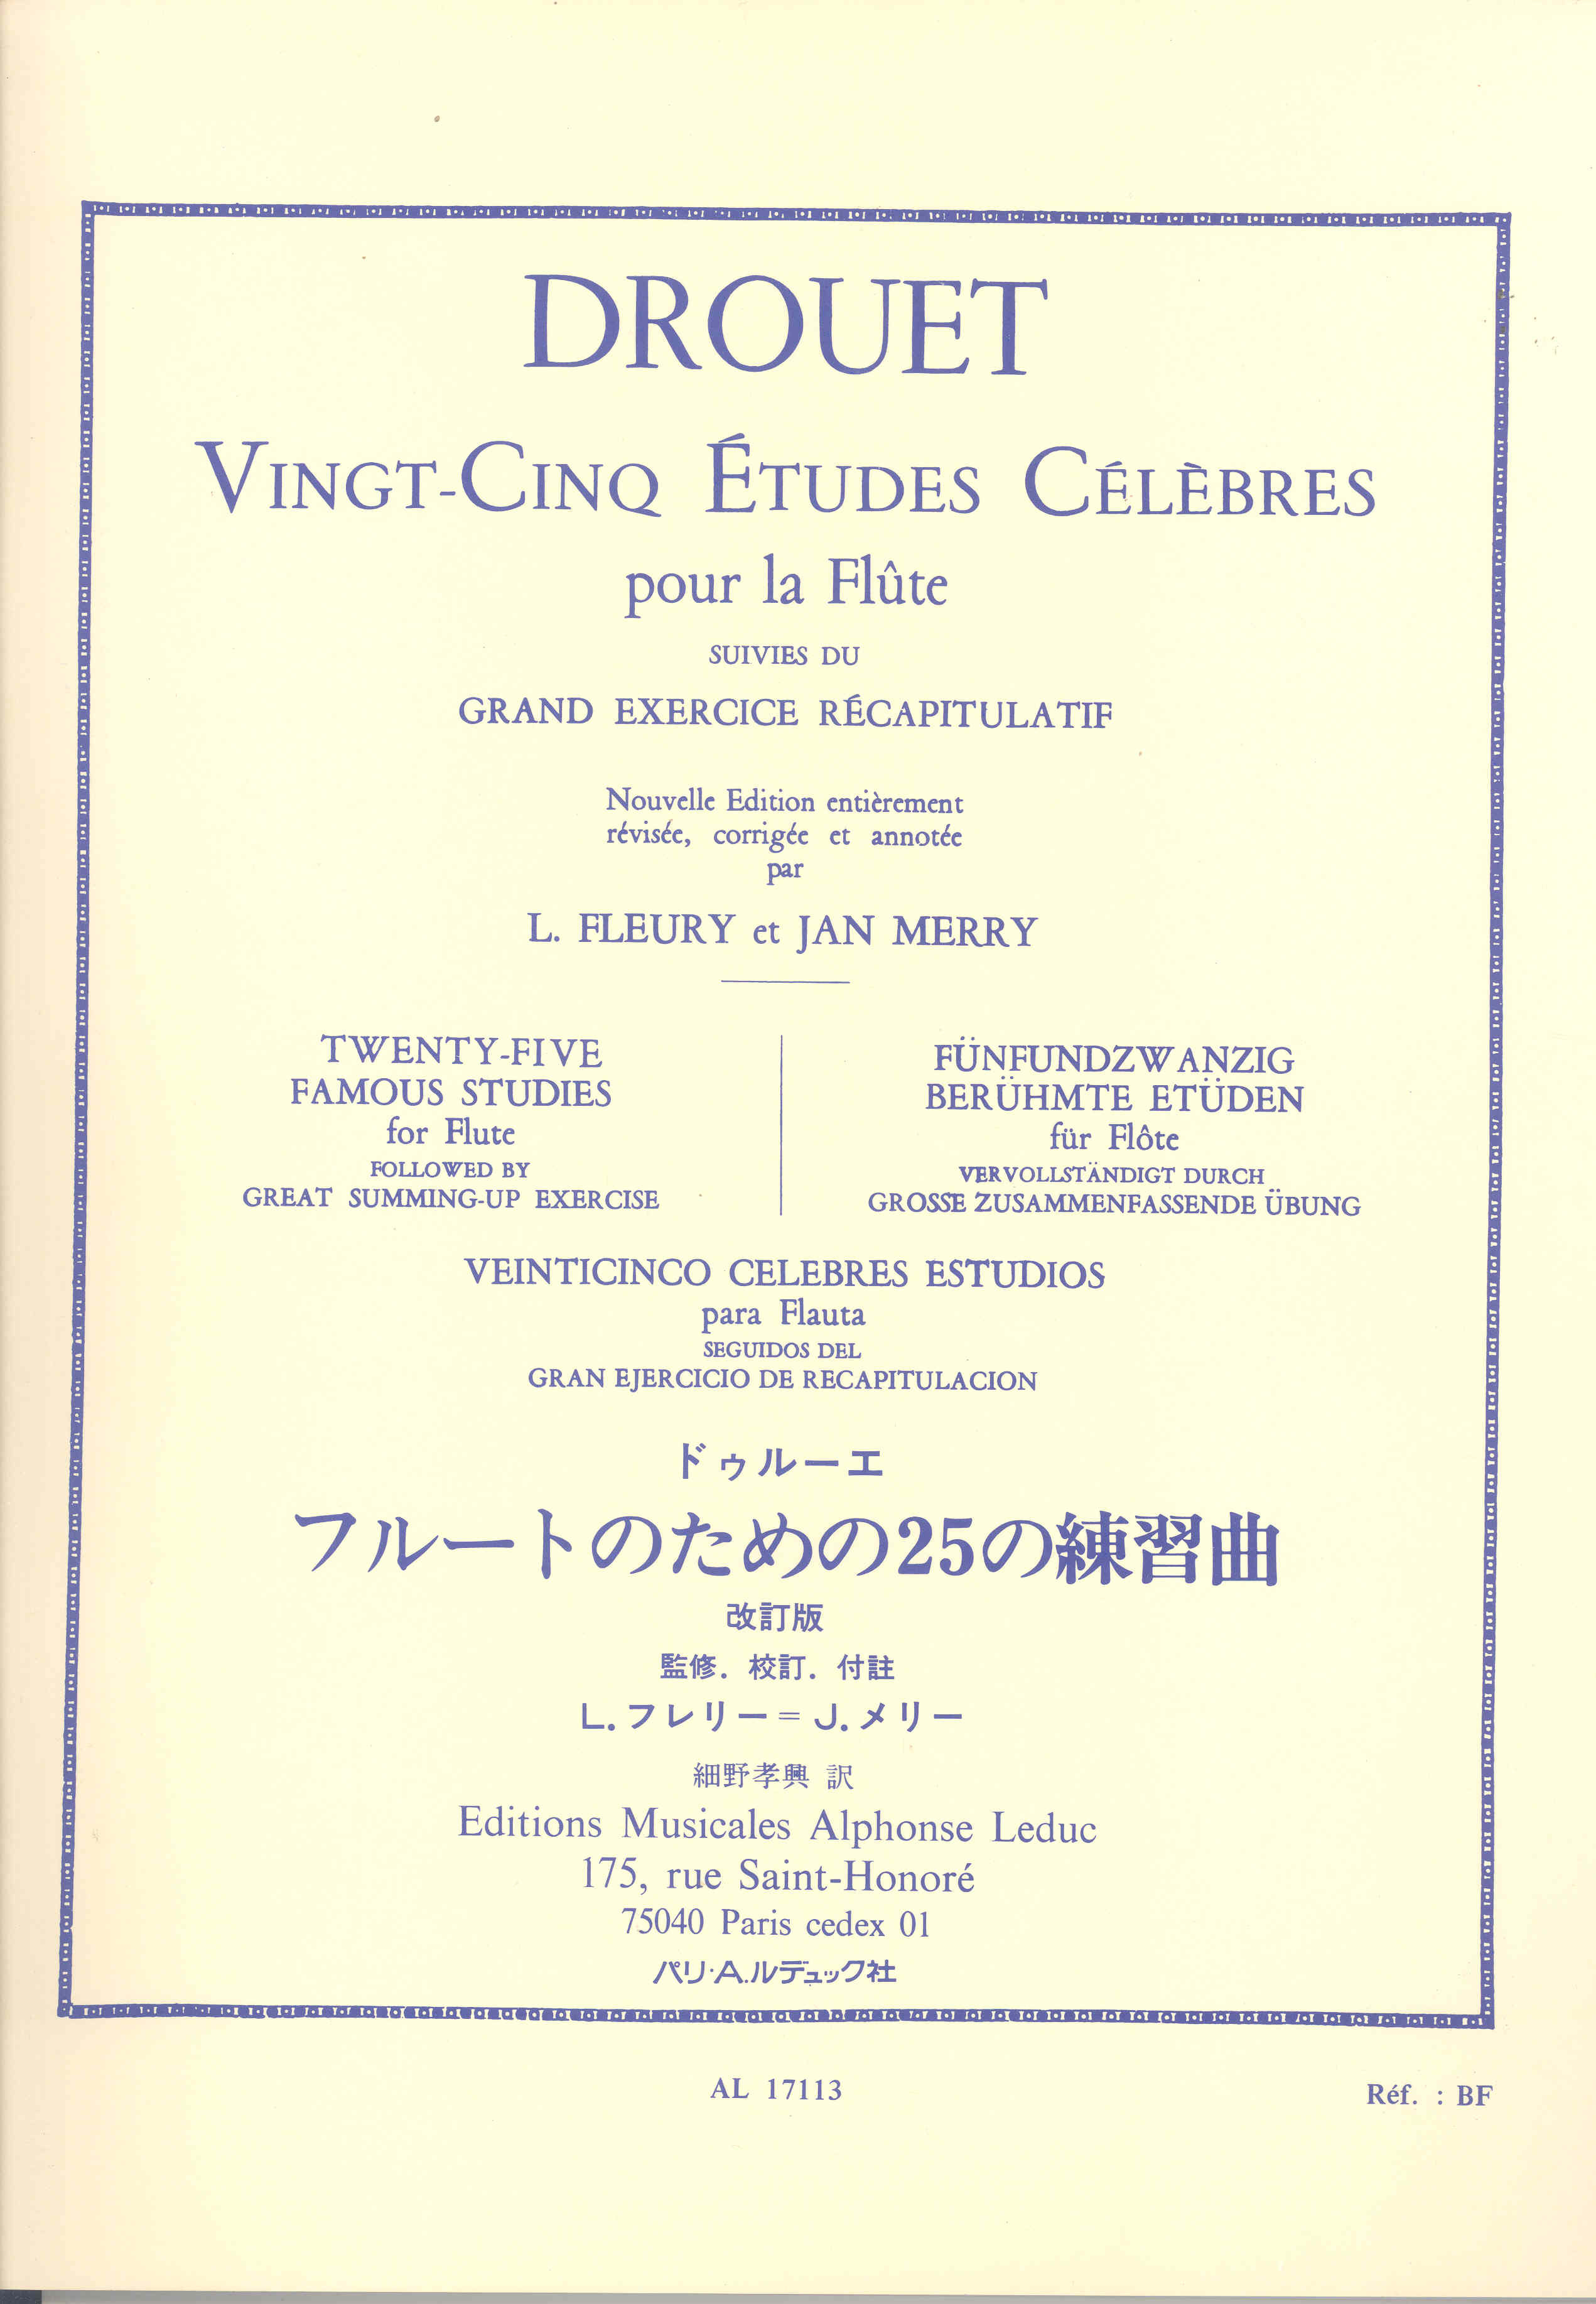 DROUET
VINGT-CINQ ÉTUDES CÉLÈBRES
pour la Flûte
SUIVIES DU
GRAND EXERCICE RÉCAPITULATIF
Nouvelle Edition entièrement
révisée, corrigée et annotée
par
L. FLEURY et JAN MERRY
TWENTY-FIVE
FAMOUS STUDIES
for Flute
FOLLOWED BY
GREAT SUMMING-UP EXERCISE
FÜNFUNDZWANZIG
BERÜHMTE ETÜDEN
für Flôte
VERVOLLSTÄNDIGT DURCH
GROSSE ZUSAMMENFASSENDE ÜBUNG
VEINTICINCO CELEBRES ESTUDIOS
para Flauta
SEGUIDOS DEL
GRAN EJERCICIO DE RECAPITULACION
ドゥルーエ
フルートのための25の練習曲
改訂版
監修. 校訂. 付註
L.フレリー=J.メリー
細野孝興 訳
Editions Musicales Alphonse Leduc
175, rue Saint-Honoré
75040 Paris cedex 01
パリ・A.ルデュック社
AL 17113
Réf. : BF